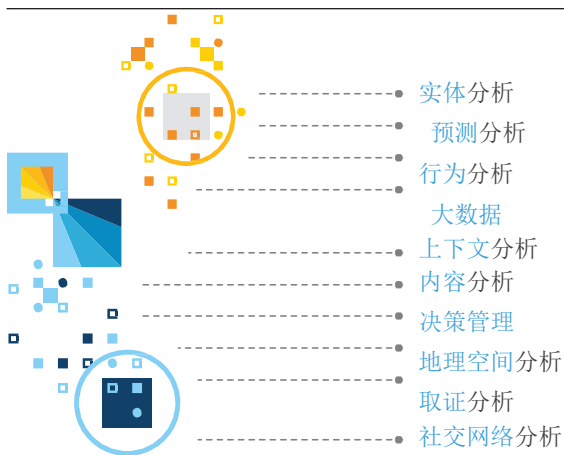 实体分析
预测分析
行为分析
大数据
上下文分析
内容分析
决策管理
地理空间分析
取证分析
社交网络分析